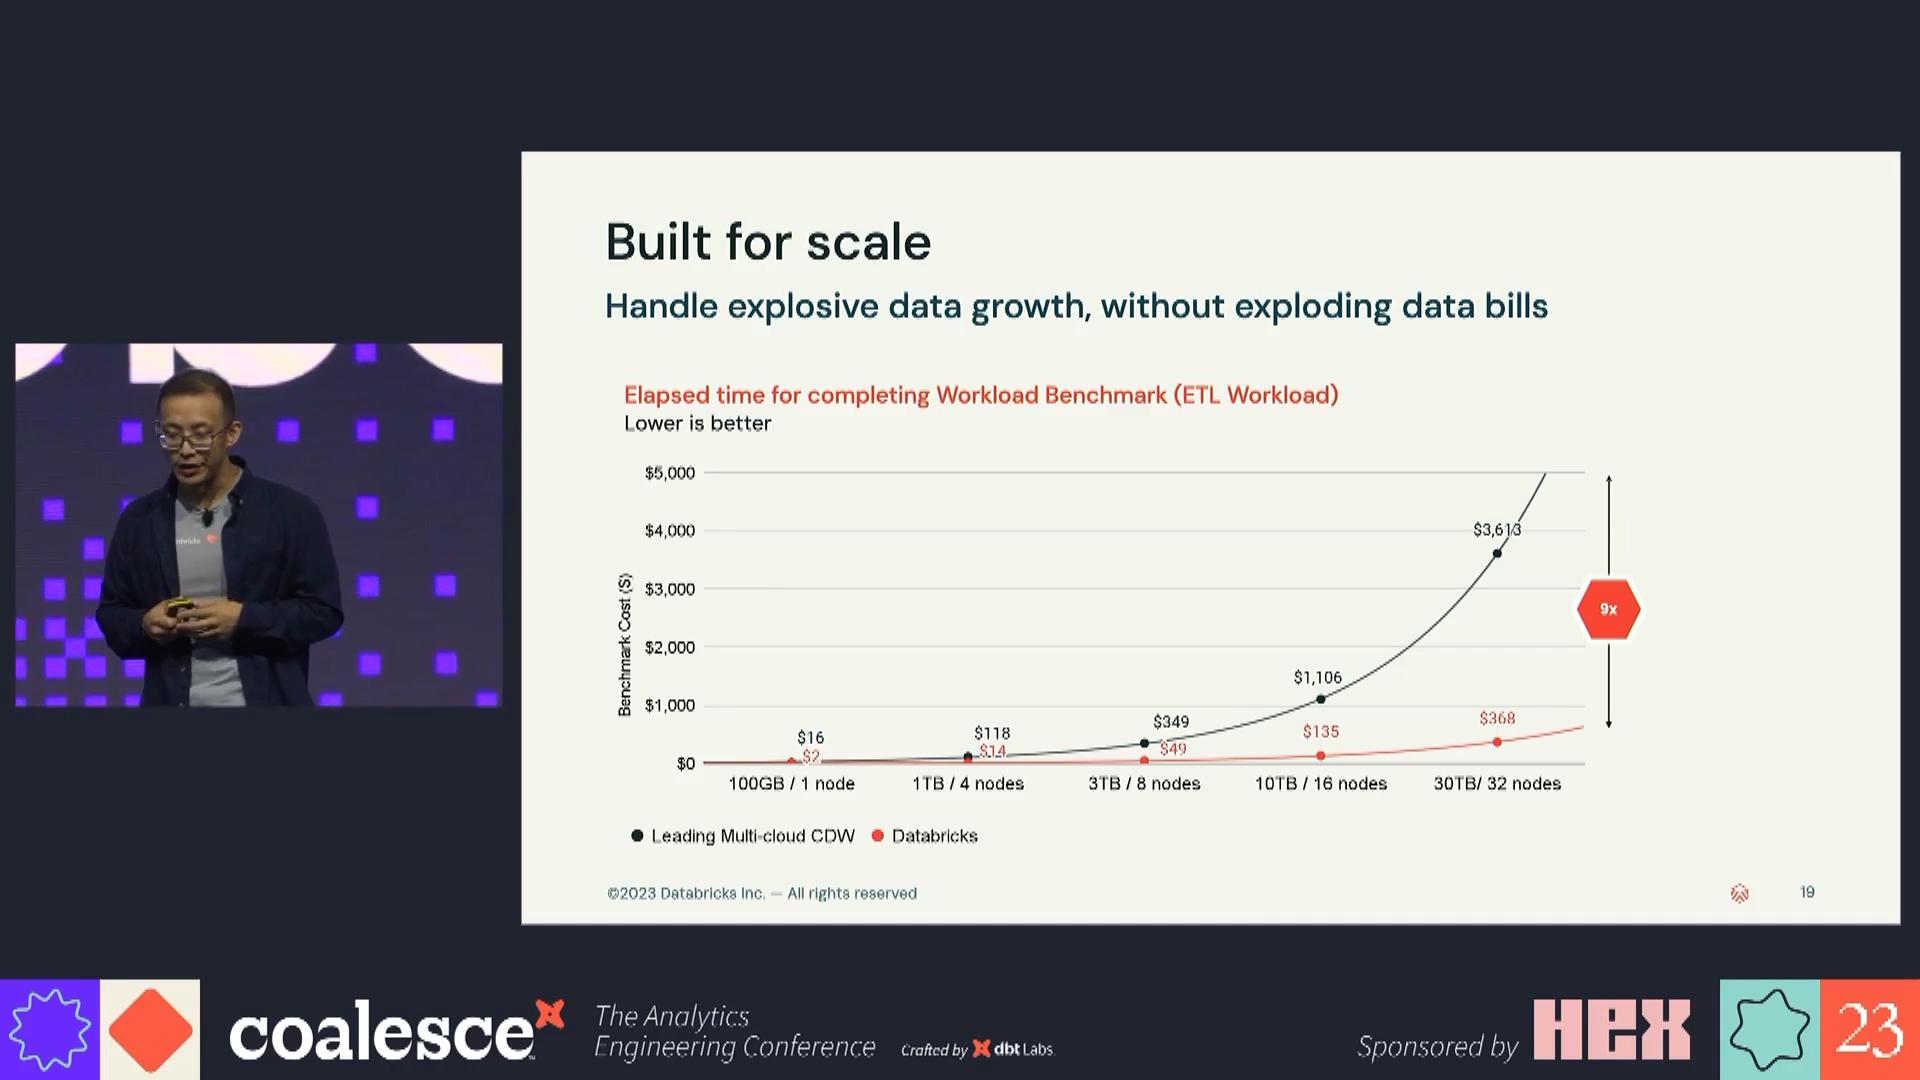 Built for scale
Handle explosive data growth, without exploding data bills
Elapsed time for completing Workload Benchmark (ETL Workload)
Lower is better
Benchmark Cost ($)
$5,000
$4,000
$3,000
$2,000
$1,000
$0
$16
$2
$118
$14
$349
$49
$1,106
$135
$3,613
$368
9x
100GB / 1 node
1TB / 4 nodes
3TB / 8 nodes
10TB / 16 nodes
30TB/ 32 nodes
Leading Multi-cloud CDW
Databricks
©2023 Databricks Inc. — All rights reserved
19
coalesce
The Analytics
Engineering Conference
Crafted by dbt Labs
Sponsored by HEX
23